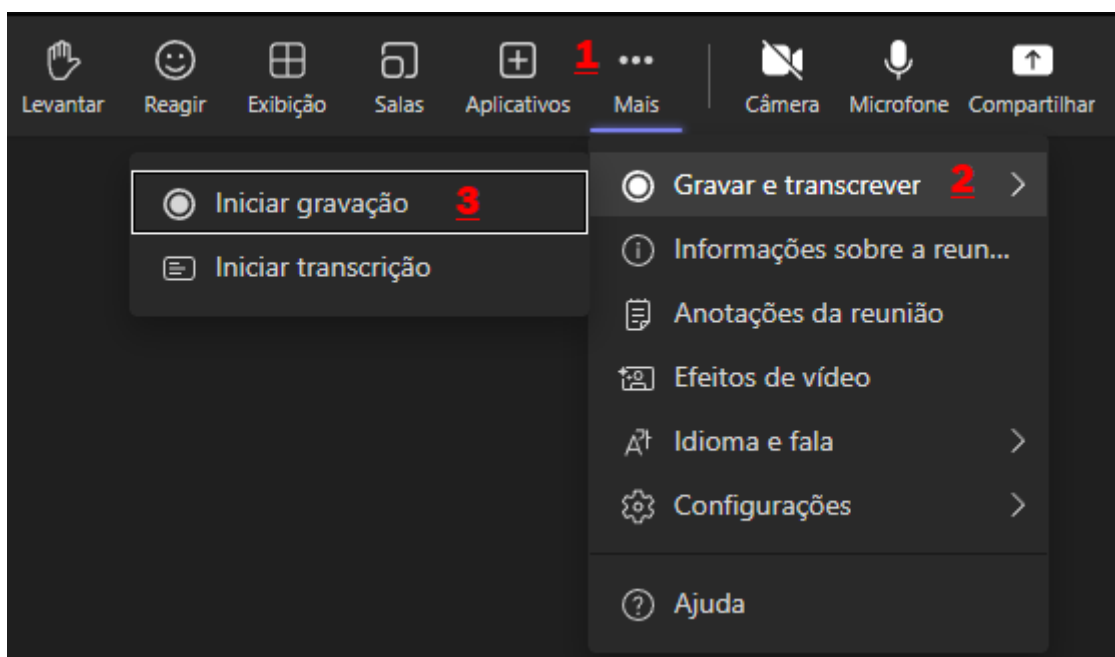 Levantar Reagir Exibição Salas Aplicativos 1 Mais Câmera Microfone Compartilhar
Gravar e transcrever 2
Iniciar gravação 3
Informações sobre a reun...
Iniciar transcrição
Anotações da reunião
Efeitos de vídeo
Idioma e fala
Configurações
Ajuda